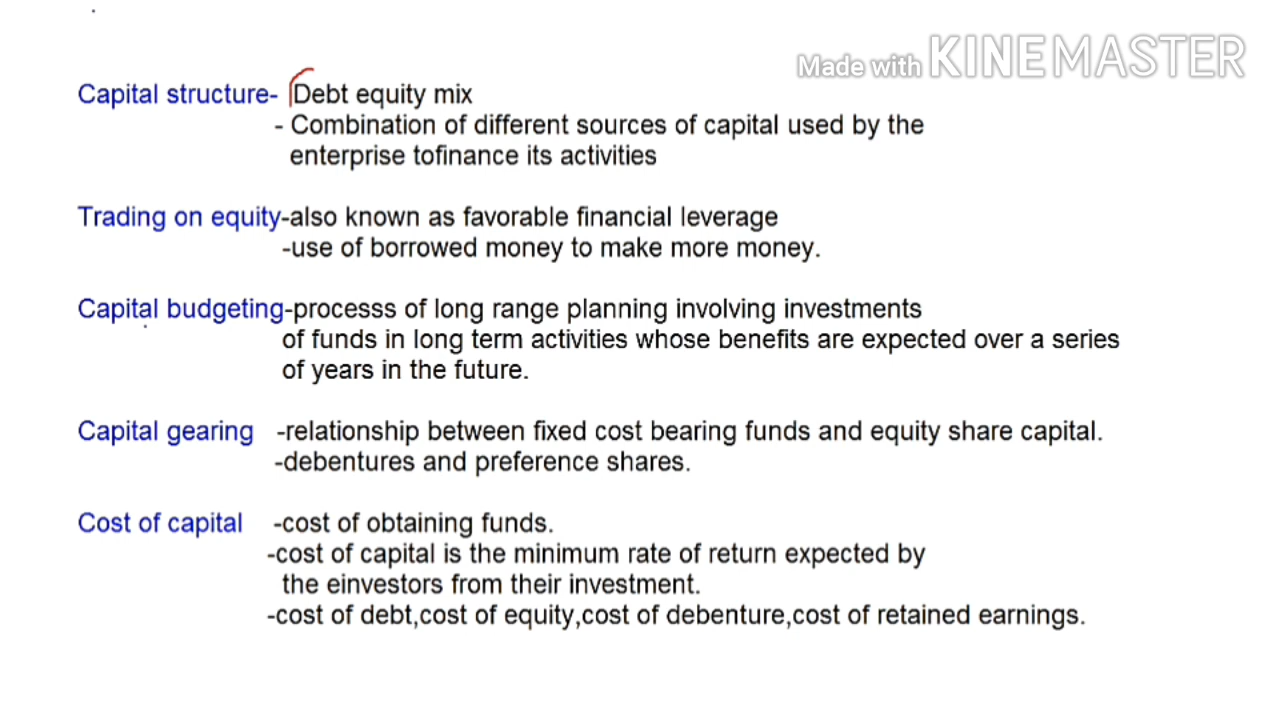 Made with KINEMASTER
Capital structure- Debt equity mix
- Combination of different sources of capital used by the
enterprise tofinance its activities
Trading on equity-also known as favorable financial leverage
-use of borrowed money to make more money.
Capital budgeting-processs of long range planning involving investments
of funds in long term activities whose benefits are expected over a series
of years in the future.
Capital gearing -relationship between fixed cost bearing funds and equity share capital.
-debentures and preference shares.
Cost of capital -cost of obtaining funds.
-cost of capital is the minimum rate of return expected by
the einvestors from their investment.
-cost of debt,cost of equity,cost of debenture,cost of retained earnings.